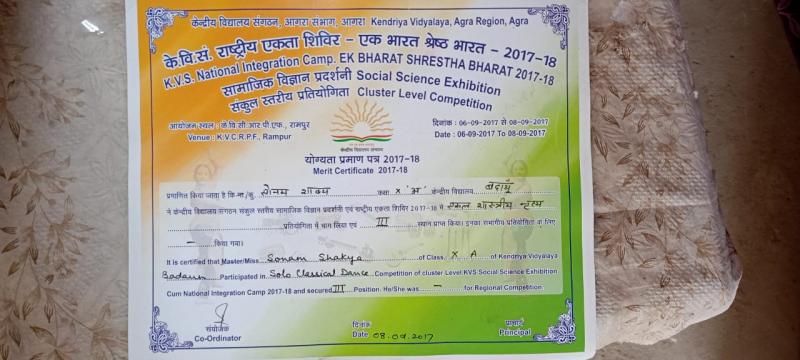 केन्द्रीय विद्यालय संगठन, आगरा संभाग, आगरा Kendriya Vidyalaya, Agra Region, Agra
के.वि.सं. राष्ट्रीय एकता शिविर – एक भारत श्रेष्ठ भारत – 2017-18
K.V.S. National Integration Camp. EK BHARAT SHRESTHA BHARAT 2017-18
सामाजिक विज्ञान प्रदर्शनी Social Science Exhibition
संकुल स्तरीय प्रतियोगिता Cluster Level Competition
आयोजन स्थल : के.वि.सी.आर.पी.एफ., रामपुर
Venue : K.V.C.R.P.F., Rampur
दिनांक : 06-09-2017 से 08-09-2017
Date : 06-09-2017 To 08-09-2017
केन्द्रीय विद्यालय संगठन
योग्यता प्रमाण पत्र 2017-18
Merit Certificate 2017-18
प्रमाणित किया जाता है कि मा./कु. सोनम शाक्य कक्षा X 'अ' केन्द्रीय विद्यालय बदायूँ
ने केन्द्रीय विद्यालय संगठन संकुल स्तरीय सामाजिक विज्ञान प्रदर्शनी एवं राष्ट्रीय एकता शिविर 2017-18 में एकल शास्त्रीय नृत्य
प्रतियोगिता में भाग लिया एवं III स्थान प्राप्त किया। इनका संभागीय प्रतियोगिता के लिए
– किया गया।
It is certified that Master/Miss Sonam Shakya of Class X A of Kendriya Vidyalaya
Badaun Participated in Solo Classical Dance Competition of cluster Level KVS Social Science Exhibition
Cum National Integration Camp 2017-18 and secured III Position. He/She was – for Regional Competition.
संयोजक
Co-Ordinator
दिनांक
Date 08.09.2017
प्राचार्य
Principal